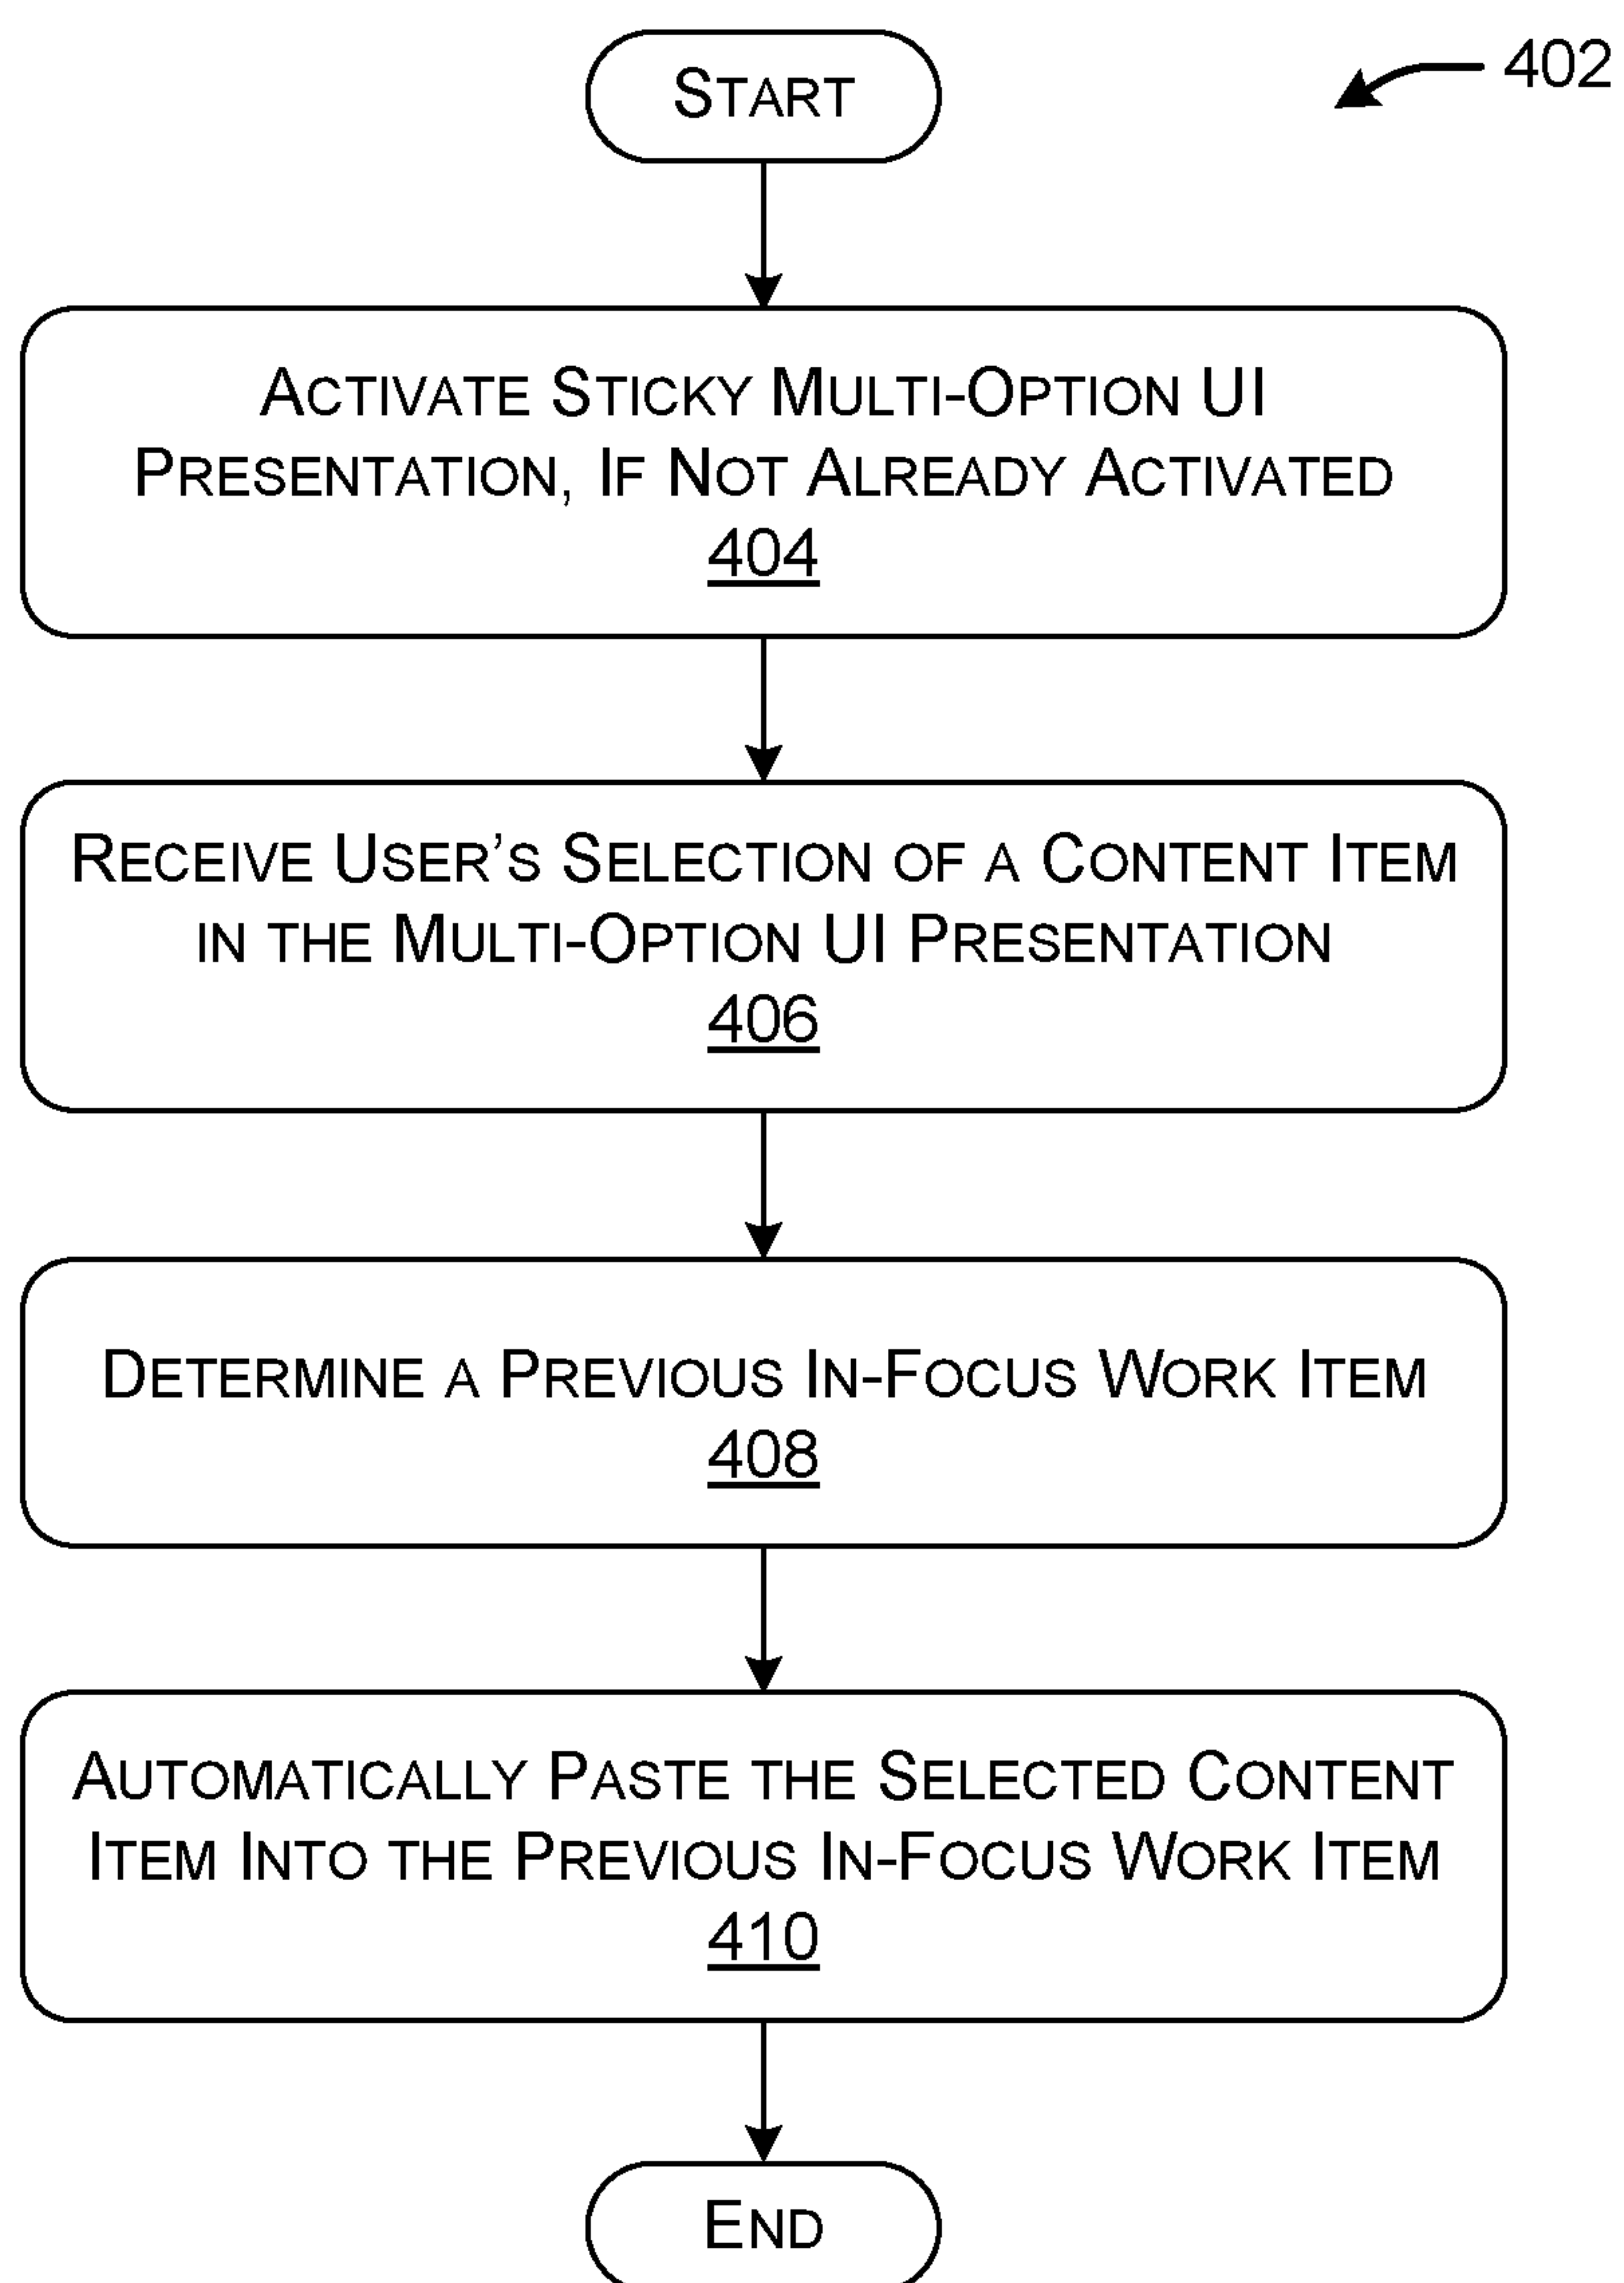 START
402
ACTIVATE STICKY MULTI-OPTION UI
PRESENTATION, IF NOT ALREADY ACTIVATED
404
RECEIVE USER’S SELECTION OF A CONTENT ITEM
IN THE MULTI-OPTION UI PRESENTATION
406
DETERMINE A PREVIOUS IN-FOCUS WORK ITEM
408
AUTOMATICALLY PASTE THE SELECTED CONTENT
ITEM INTO THE PREVIOUS IN-FOCUS WORK ITEM
410
END